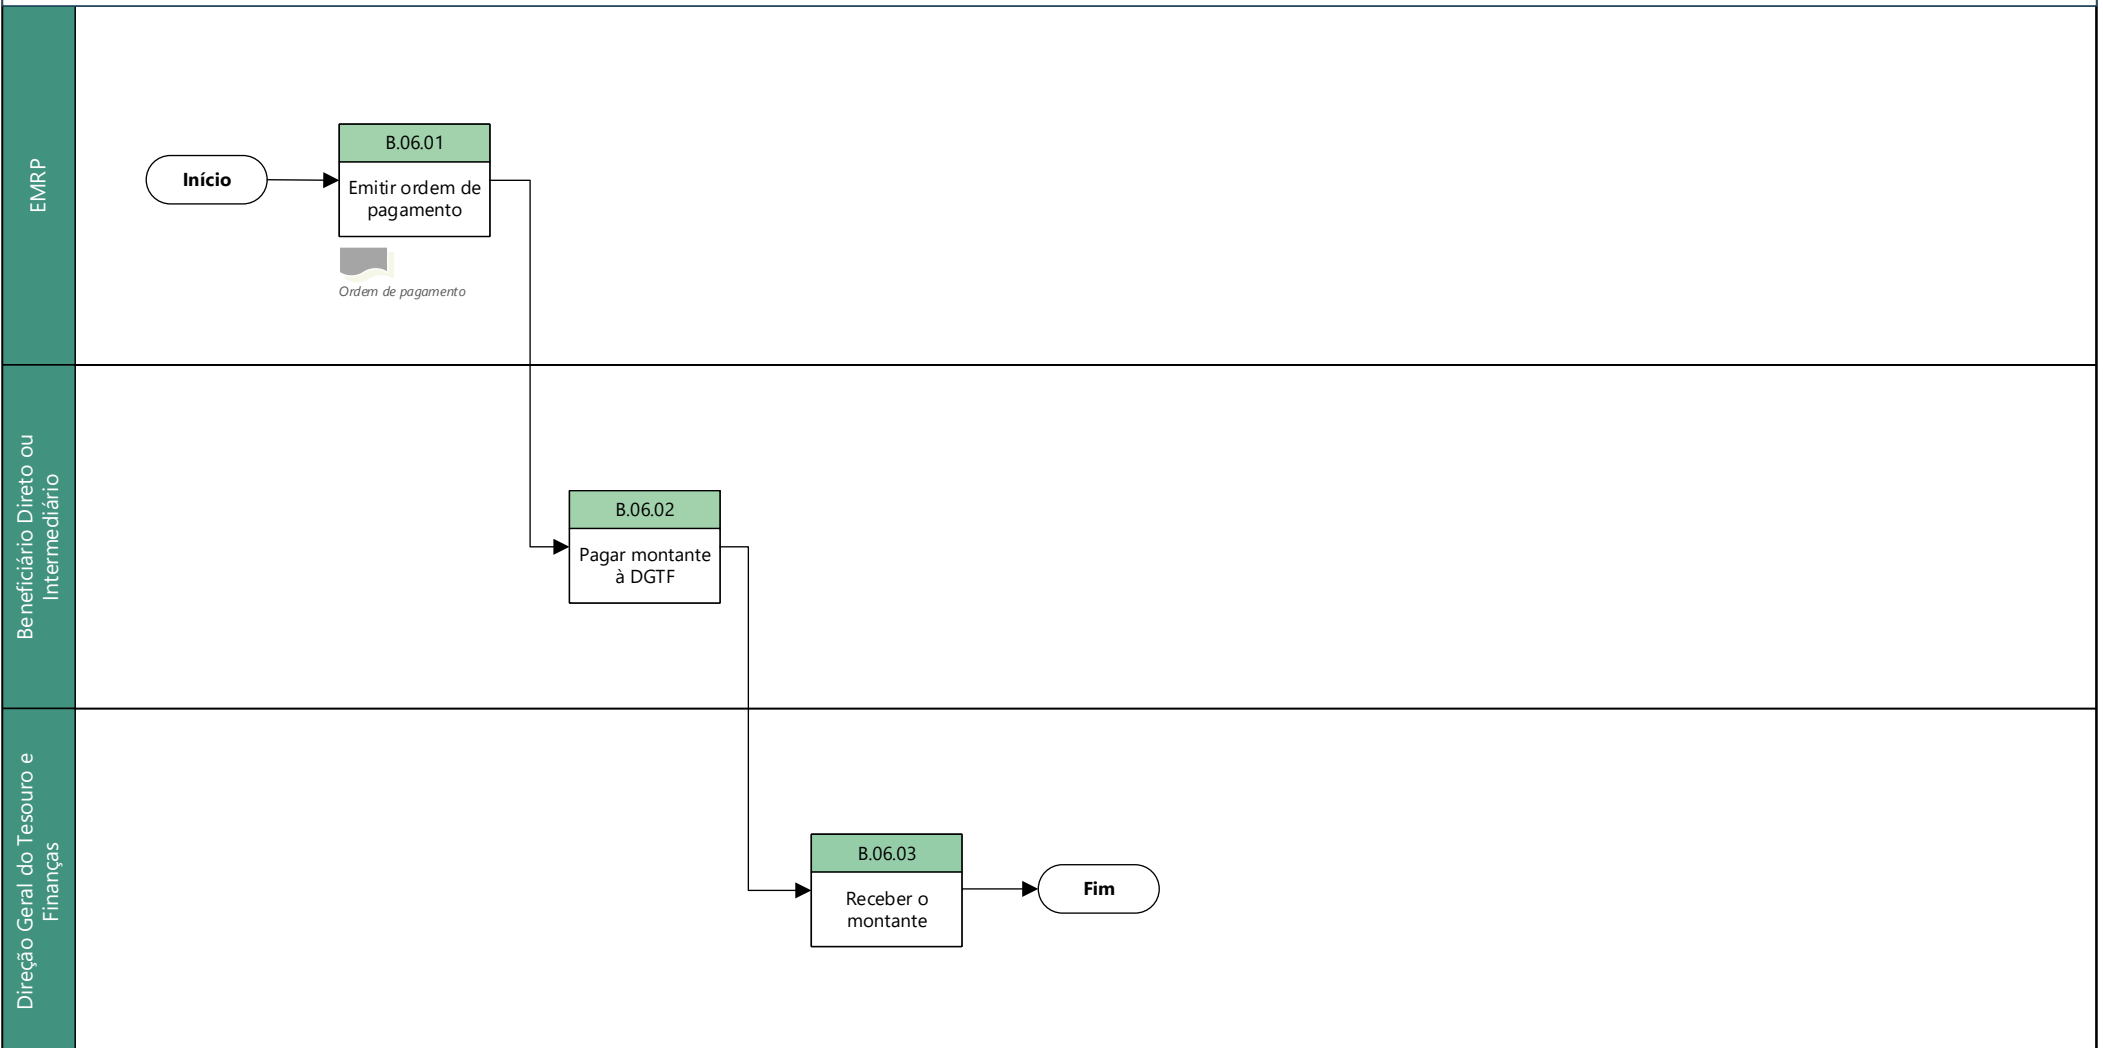 EMRP
Início
B.06.01
Emitir ordem de
pagamento
Ordem de pagamento
Beneficiário Direto ou
Intermediário
B.06.02
Pagar montante
à DGTF
Direção Geral do Tesouro e
Finanças
B.06.03
Receber o
montante
Fim